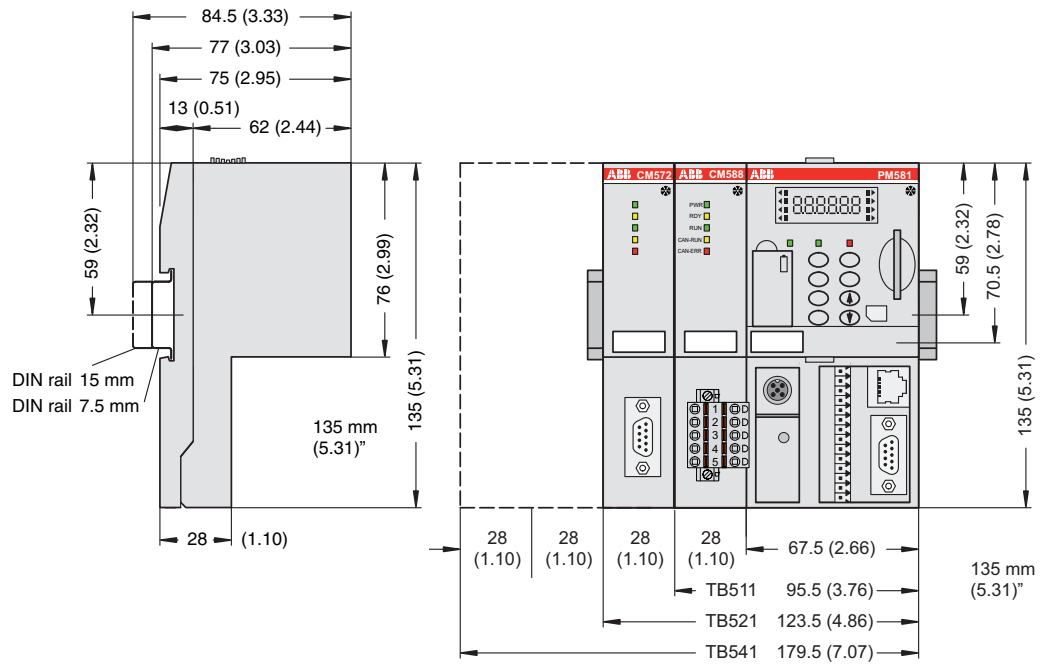 84.5 (3.33)
77 (3.03)
75 (2.95)
13 (0.51)
62 (2.44)
59 (2.32)
76 (2.99)
135 (5.31)
DIN rail 15 mm
DIN rail 7.5 mm
135 mm
(5.31)”
28 (1.10)
ABB CM572
ABB CM588
ABB PM581
PWR
RDY
RUN
CAN-RUN
CAN-ERR
888888
1
2
3
4
5
59 (2.32)
70.5 (2.78)
135 (5.31)
28
(1.10)
28
(1.10)
28
(1.10)
28
(1.10)
67.5 (2.66)
135 mm
(5.31)”
TB511 95.5 (3.76)
TB521 123.5 (4.86)
TB541 179.5 (7.07)